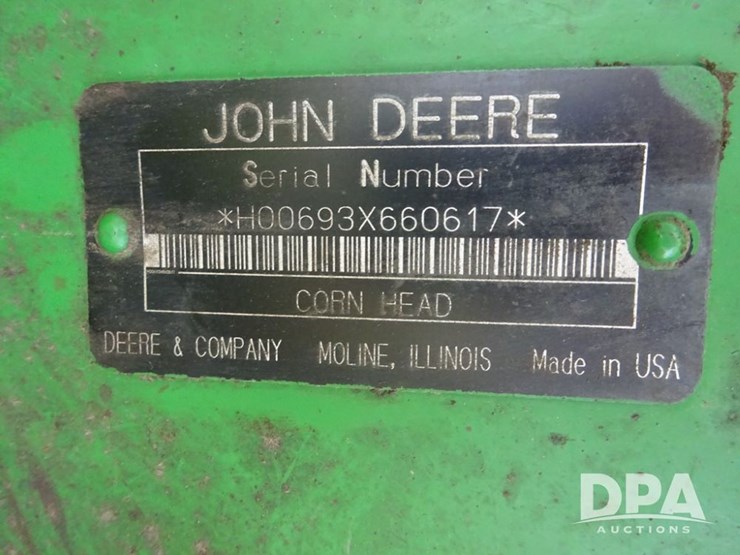 JOHN DEERE
Serial Number
*H00693X660617*
CORN HEAD
DEERE & COMPANY MOLINE, ILLINOIS Made in USA
DPA
AUCTIONS